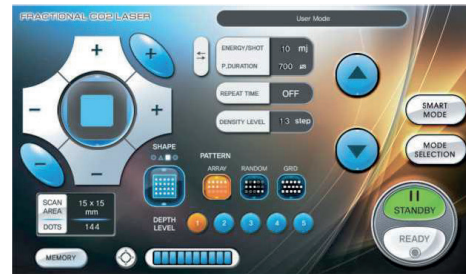 FRACTIONAL CO2 LASER
User Mode
ENERGY/SHOT 10 mj
P.DURATION 700 us
REPEAT TIME OFF
DENSITY LEVEL 13 step
SHAPE
PATTERN
ARRAY RANDOM GRD
SCAN AREA 15 x 15 mm
DOTS 144
DEPTH LEVEL 1 2 3 4 5
MEMORY
SMART MODE
MODE SELECTION
STANDBY
READY